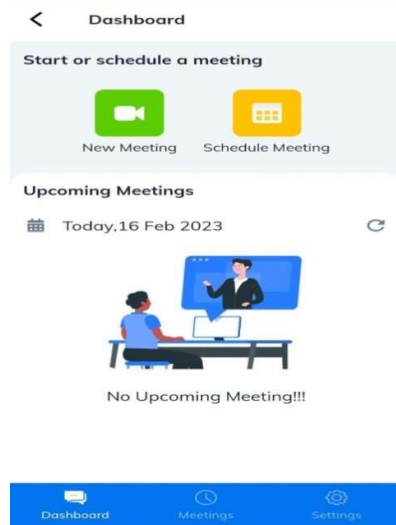 Dashboard
Start or schedule a meeting
New Meeting Schedule Meeting
Upcoming Meetings
Today,16 Feb 2023
No Upcoming Meeting!!!
Dashboard Meetings Settings